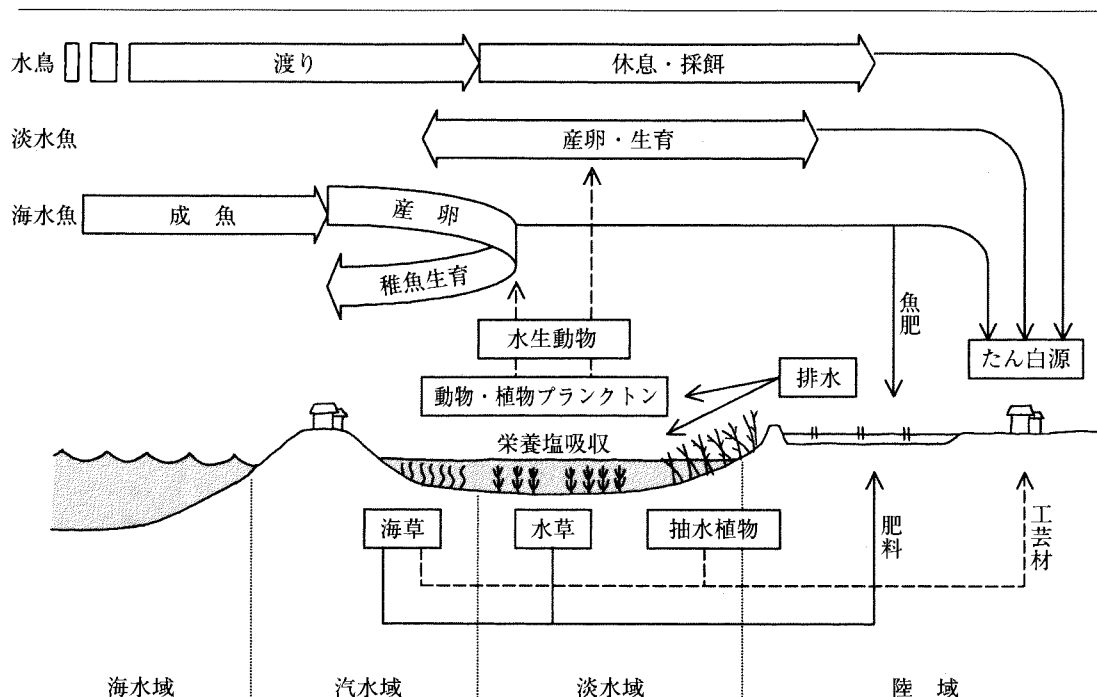 水鳥 渡り 休息・採餌
淡水魚 産卵・生育
海水魚 成魚 産卵
稚魚生育
魚肥
水生動物
たん白源
動物・植物プランクトン 排水
栄養塩吸収
海草 水草 抽水植物
肥料
工芸材
海水域 汽水域 淡水域 陸域